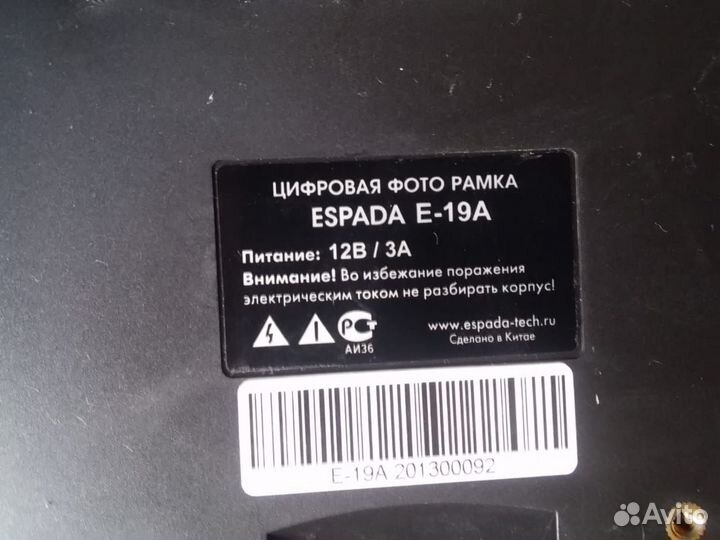 ЦИФРОВАЯ ФОТО РАМКА
ESPADA E-19A
Питание: 12В / 3А
Внимание! Во избежание поражения
электрическим током не разбирать корпус!
РСТ
АИ36
www.espada-tech.ru
Сделано в Китае
E-19A 201300092
Avito